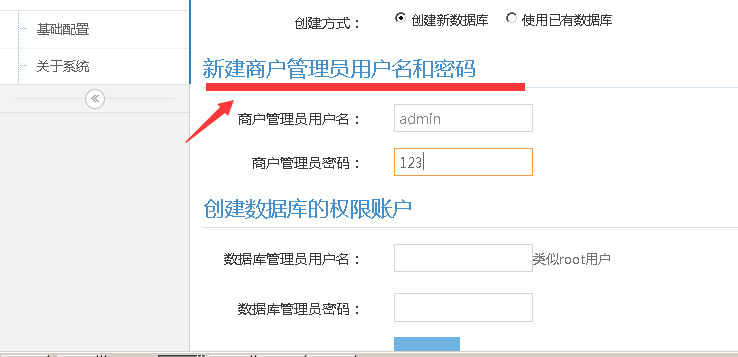 创建方式： 创建新数据库 使用已有数据库
基础配置
关于系统
新建商户管理员用户名和密码
商户管理员用户名： admin
商户管理员密码： 123
创建数据库的权限账户
数据库管理员用户名： 类似root用户
数据库管理员密码：